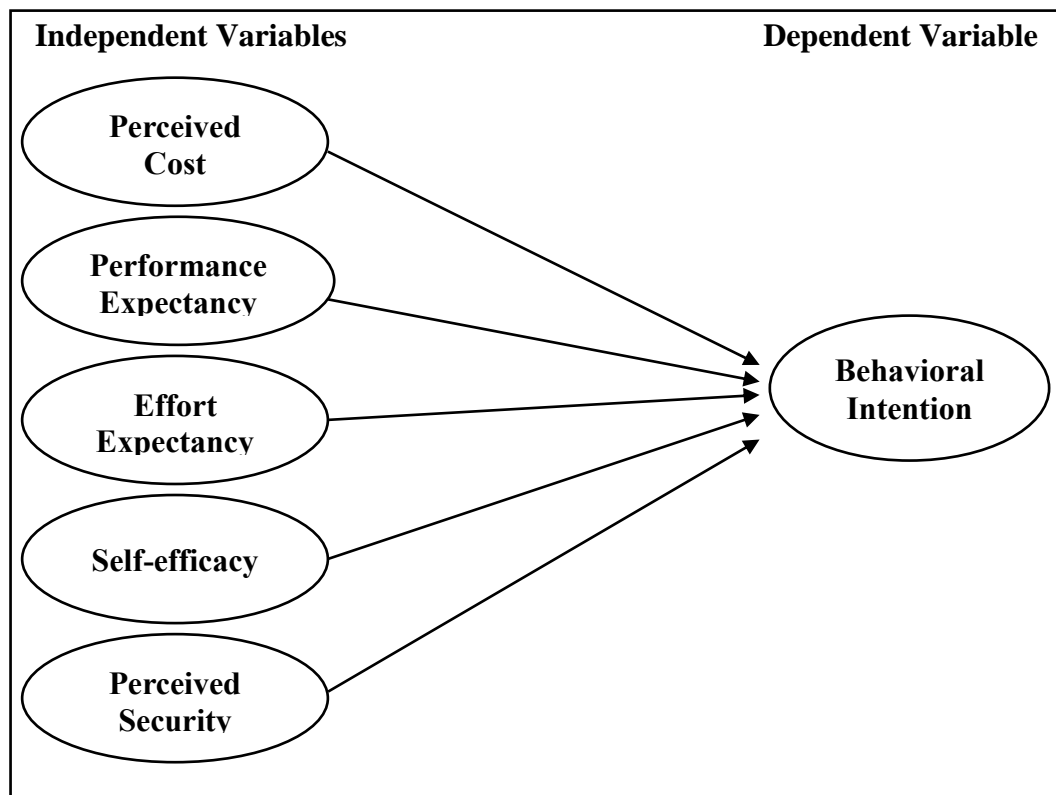 Independent Variables
Dependent Variable
Perceived
Cost
Performance
Expectancy
Effort
Expectancy
Self-efficacy
Perceived
Security
Behavioral
Intention